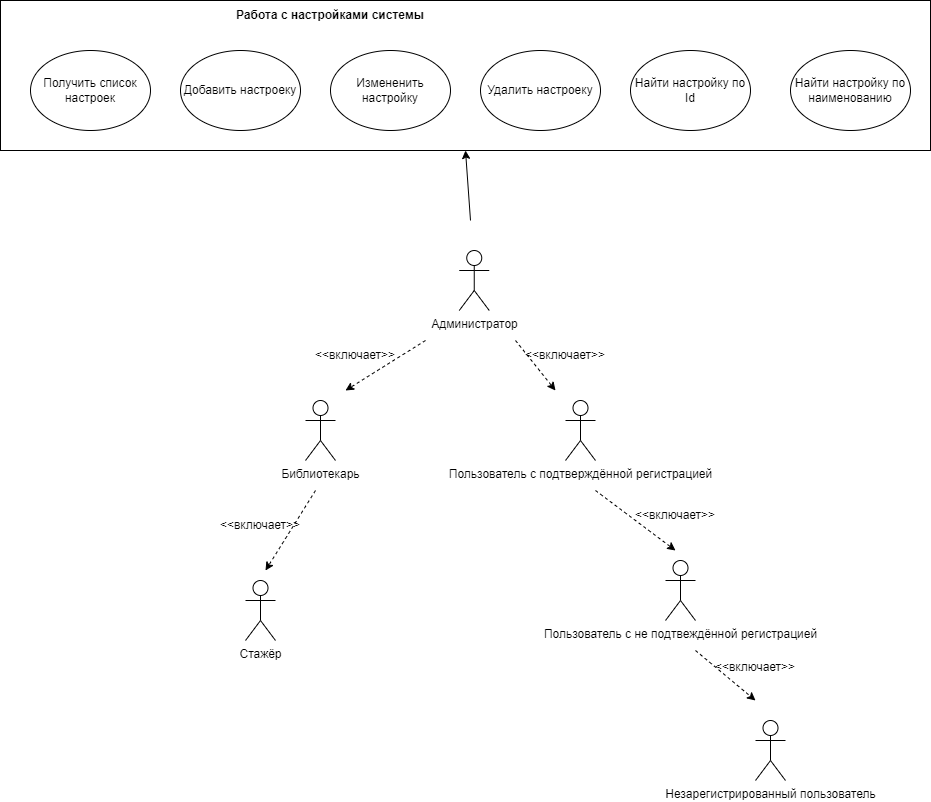 Работа с настройками системы
Получить список
настроек
Добавить настроеку
Измененить
настройку
Удалить настроеку
Найти настройку по
Id
Найти настройку по
наименованию
Администратор
<<включает>>
<<включает>>
Библиотекарь
Пользователь с подтверждённой регистрацией
<<включает>>
<<включает>>
Стажёр
Пользователь с не подтвеждённой регистрацией
<<включает>>
Незарегистрированный пользователь